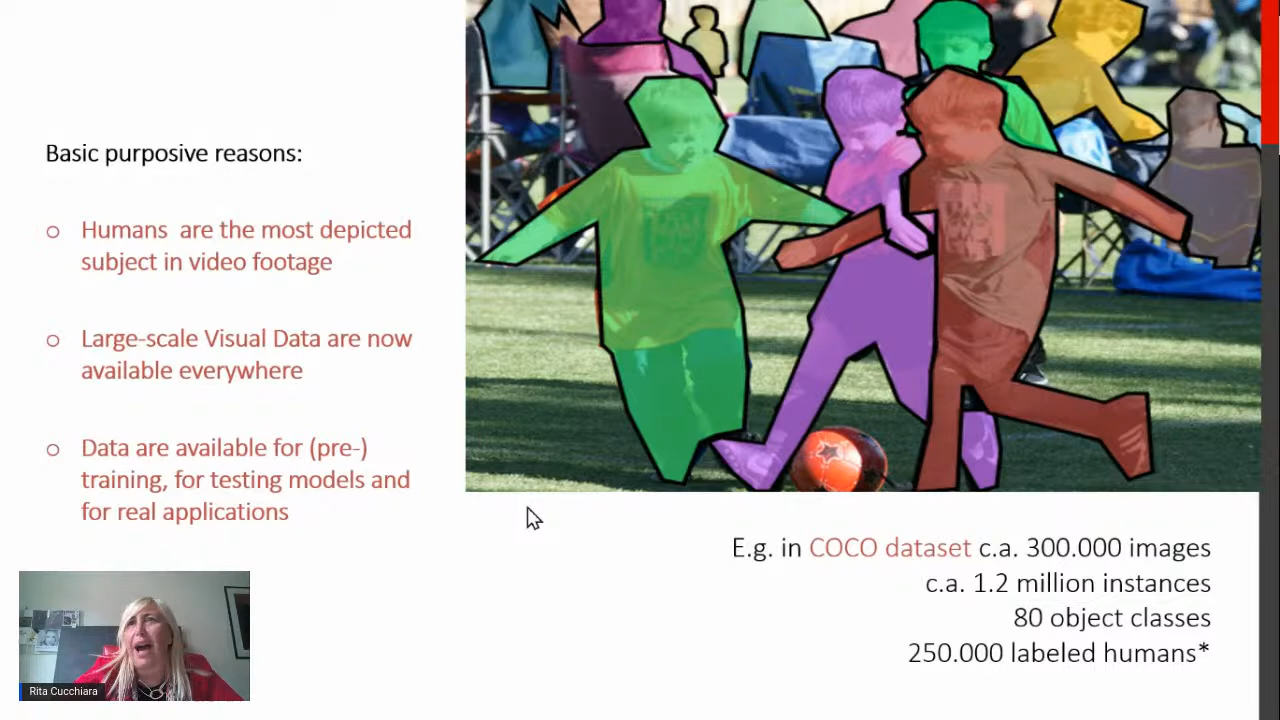 Basic purposive reasons:
o Humans are the most depicted
subject in video footage
o Large-scale Visual Data are now
available everywhere
o Data are available for (pre-)
training, for testing models and
for real applications
E.g. in COCO dataset c.a. 300.000 images
c.a. 1.2 million instances
80 object classes
250.000 labeled humans*
Rita Cucchiara